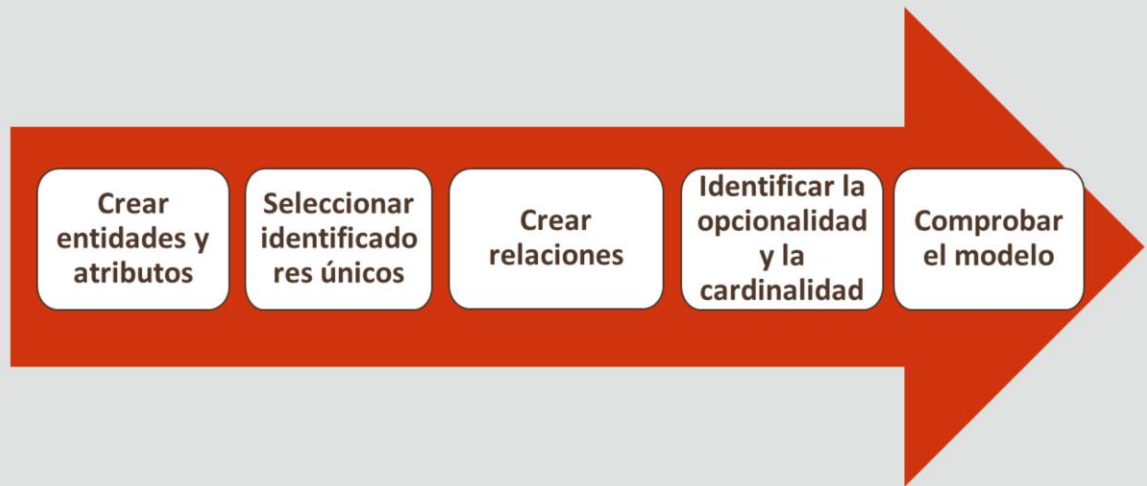 Crear
entidades y
atributos
Seleccionar
identificado
res únicos
Crear
relaciones
Identificar la
opcionalidad
y la
cardinalidad
Comprobar
el modelo